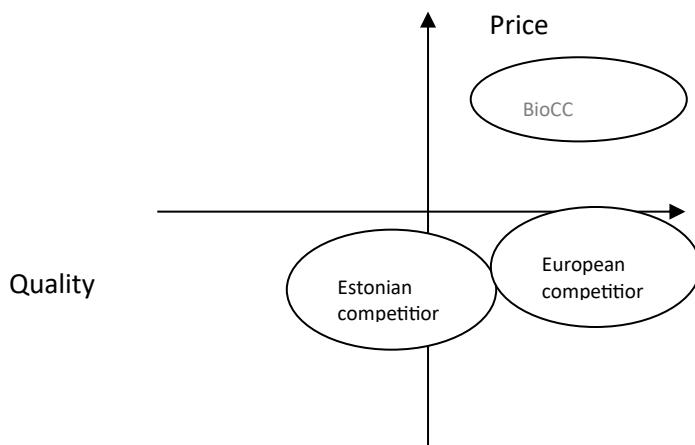 Price
BioCC
Quality
Estonian
competitior
European
competitior